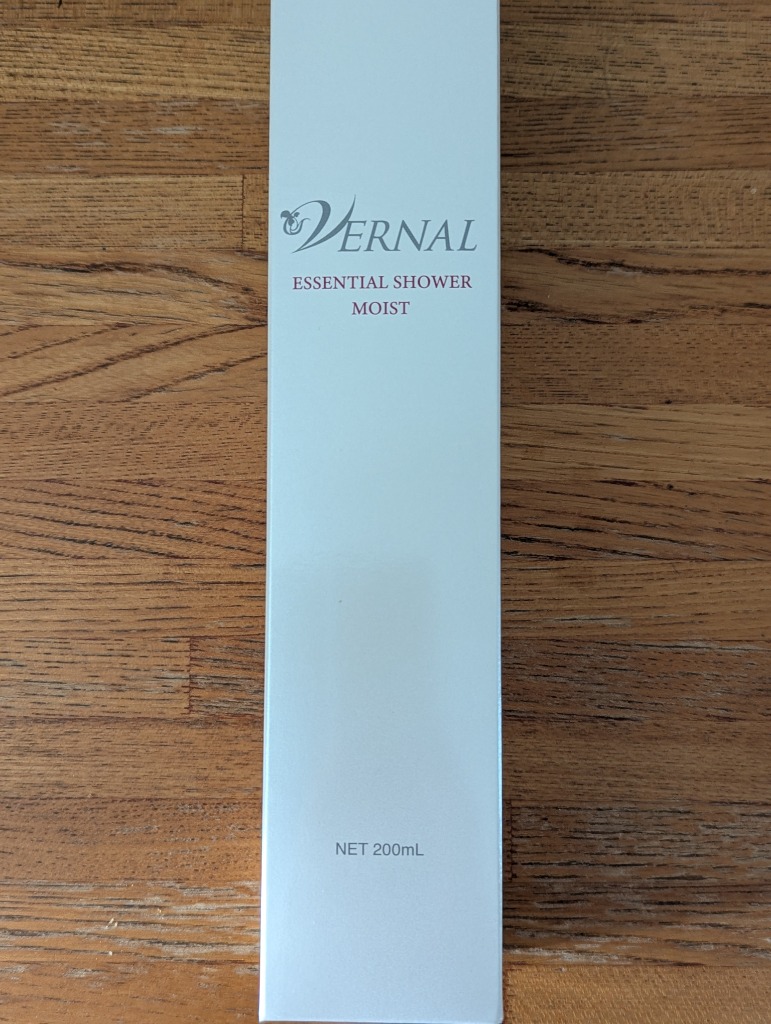 VERNAL
ESSENTIAL SHOWER
MOIST
NET 200mL